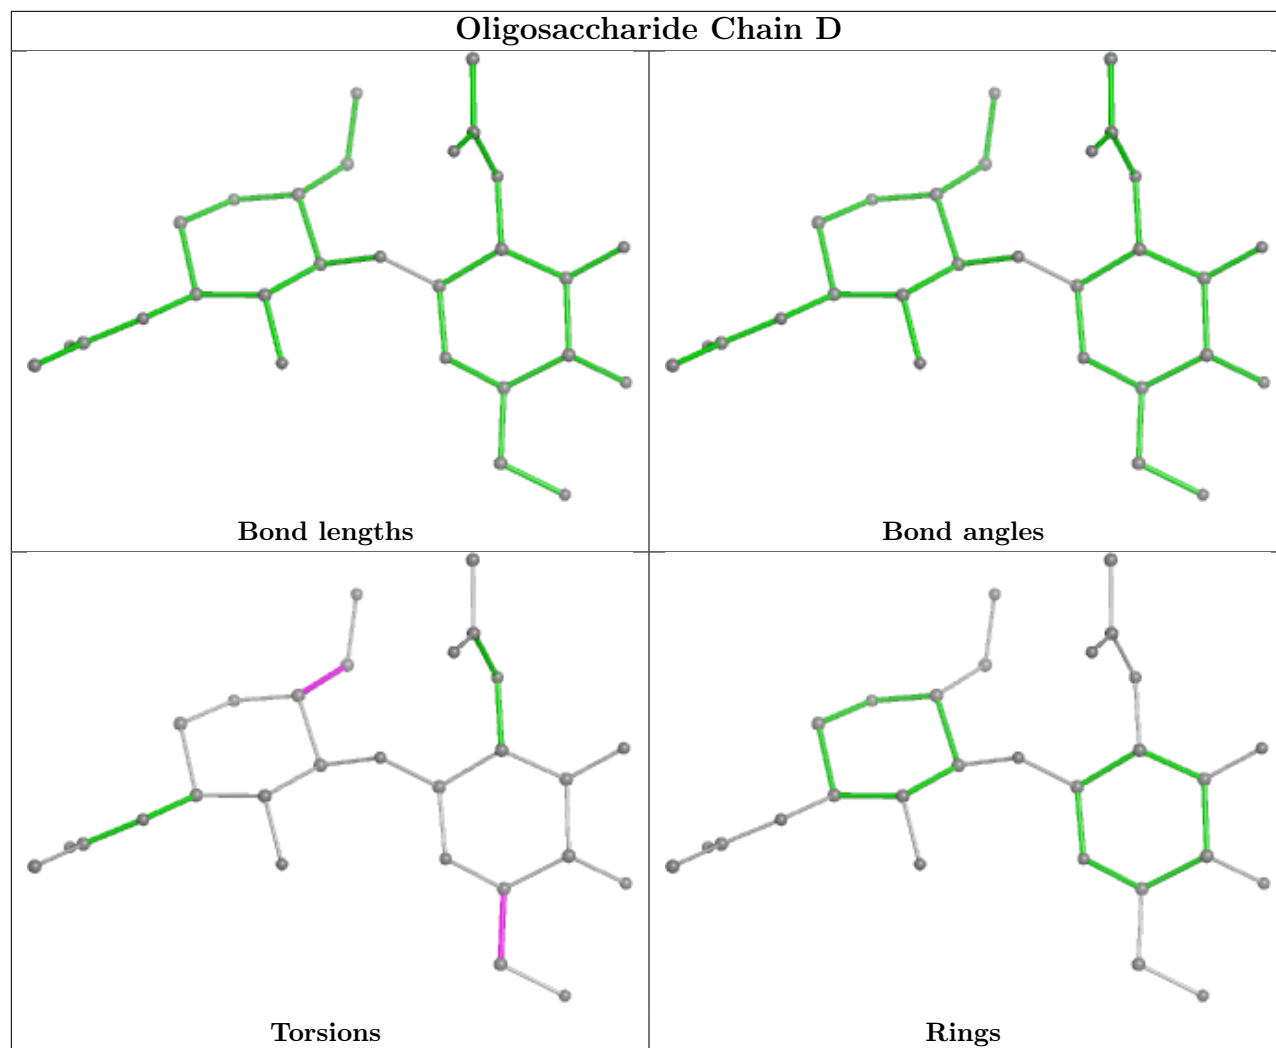 Oligosaccharide Chain D
Bond lengths
Bond angles
Torsions
Rings